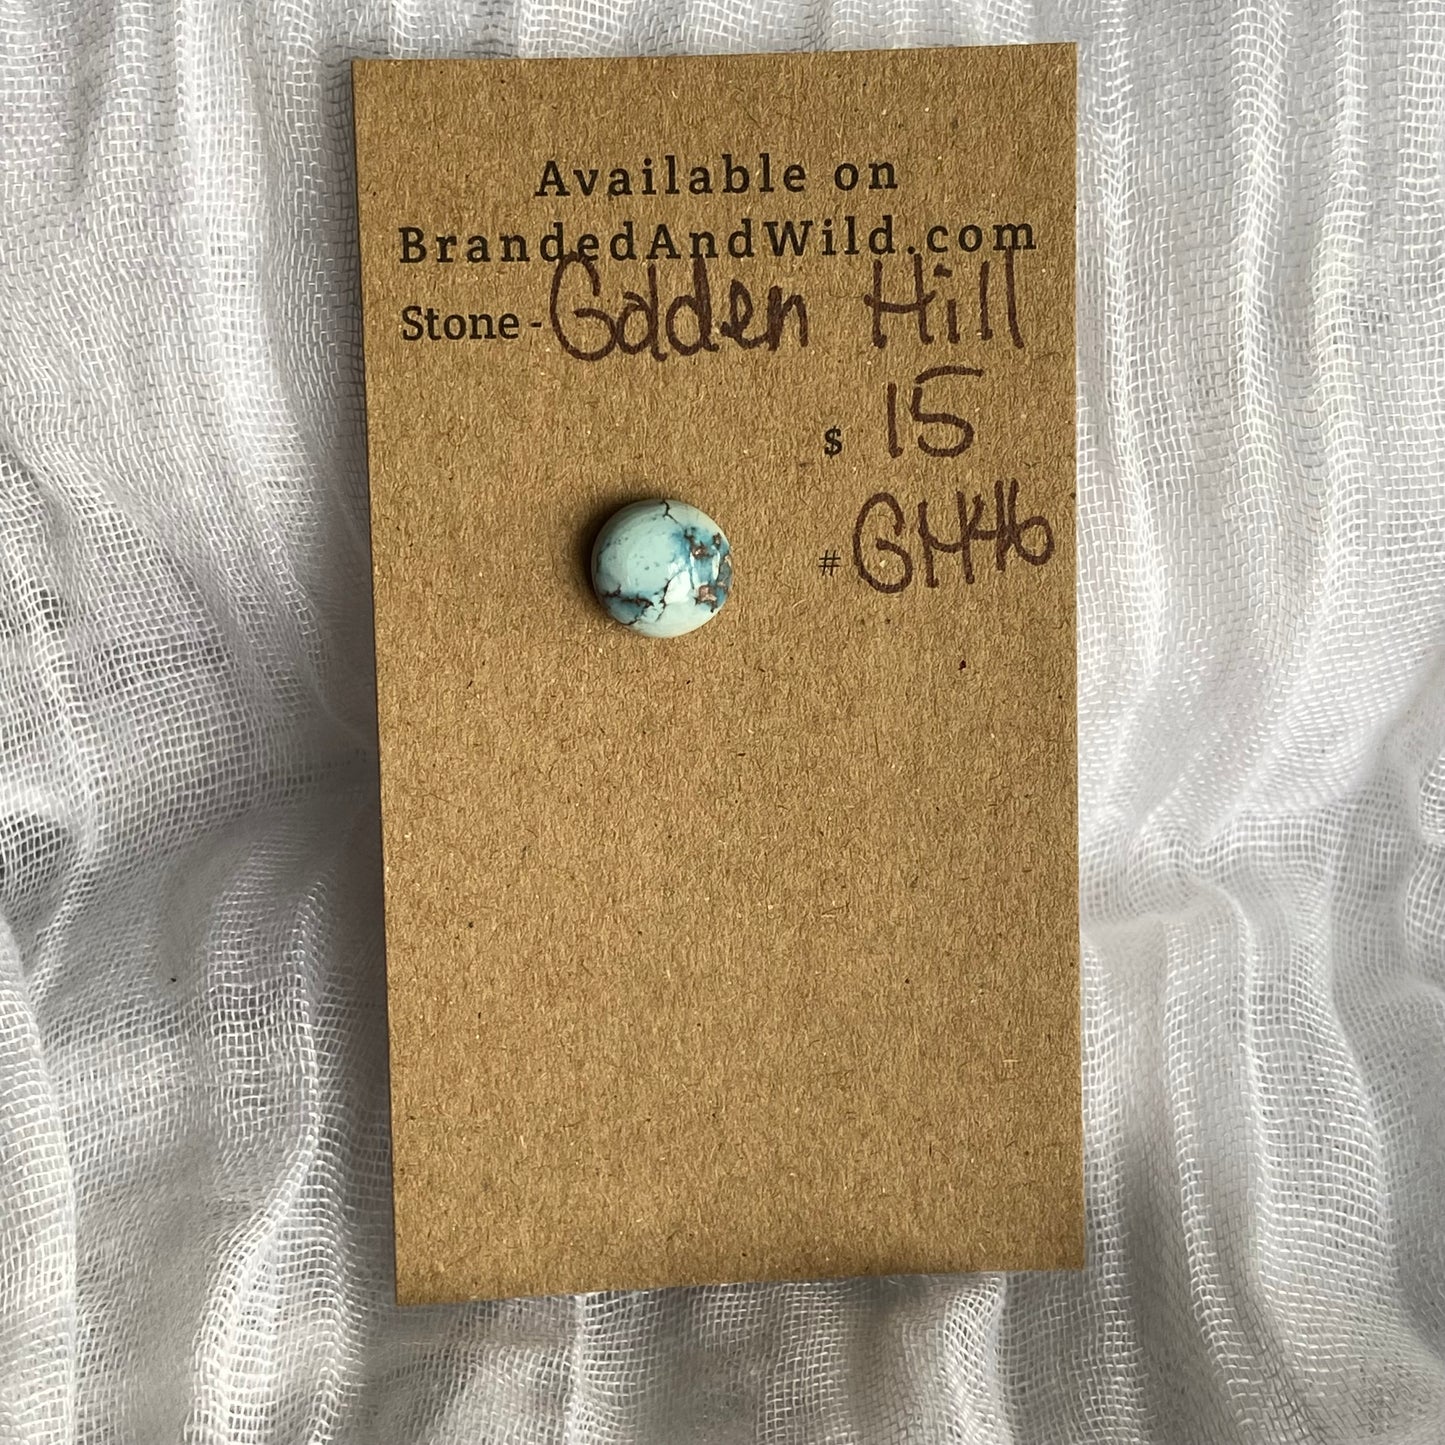 Available on
BrandedAndWild.com
Stone - Golden Hill
$ 15
# GH46